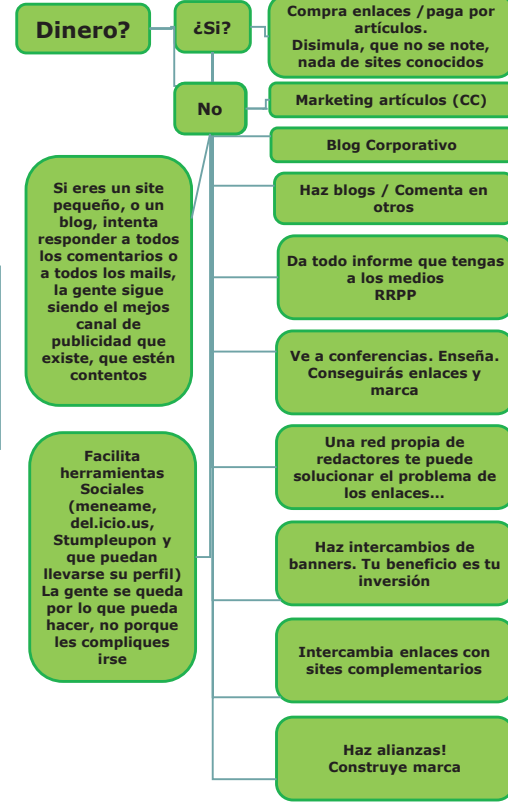 Dinero?
¿Si?
Compra enlaces /paga por
artículos.
Disimula, que no se note,
nada de sites conocidos
No
Marketing artículos (CC)
Blog Corporativo
Haz blogs / Comenta en
otros
Si eres un site
pequeño, o un
blog, intenta
responder a todos
los comentarios o
a todos los mails,
la gente sigue
siendo el mejos
canal de
publicidad que
existe, que estén
contentos
Da todo informe que tengas
a los medios
RRPP
Ve a conferencias. Enseña.
Conseguirás enlaces y
marca
Una red propia de
redactores te puede
solucionar el problema de
los enlaces...
Facilita
herramientas
Sociales
(meneame,
del.icio.us,
Stumpleupon y
que puedan
llevarse su perfil)
La gente se queda
por lo que pueda
hacer, no porque
les compliques
irse
Haz intercambios de
banners. Tu beneficio es tu
inversión
Intercambia enlaces con
sites complementarios
Haz alianzas!
Construye marca